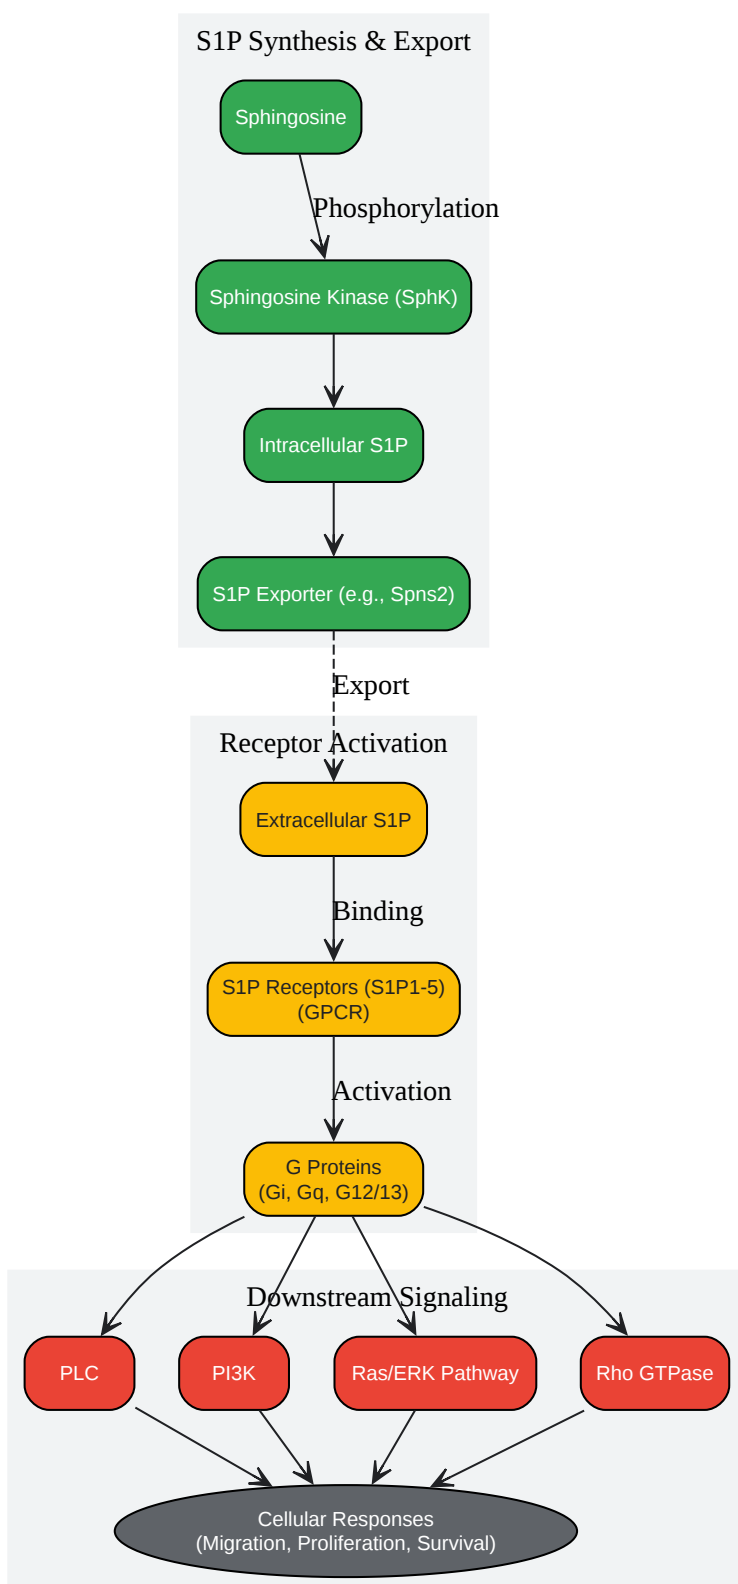 S1P Synthesis & Export
Sphingosine
Phosphorylation
Sphingosine Kinase (SphK)
Intracellular S1P
S1P Exporter (e.g., Spns2)
Export
Receptor Activation
Extracellular S1P
Binding
S1P Receptors (S1P1-5)
(GPCR)
Activation
G Proteins
(Gi, Gq, G12/13)
Downstream Signaling
PLC
PI3K
Ras/ERK Pathway
Rho GTPase
Cellular Responses
(Migration, Proliferation, Survival)